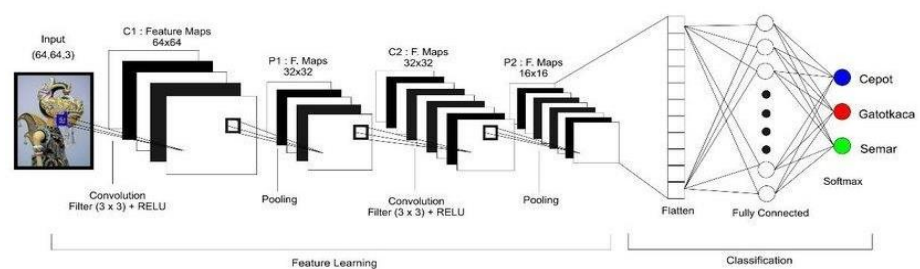 Input
(64,64,3)
C1 : Feature Maps
64x64
P1 : F. Maps
32x32
C2 : F. Maps
32x32
P2 : F. Maps
16x16
Convolution
Filter (3 x 3) + RELU
Pooling
Convolution
Filter (3 x 3) + RELU
Pooling
Flatten
Fully Connected
Cepot
Gatotkaca
Semar
Softmax
Feature Learning
Classification